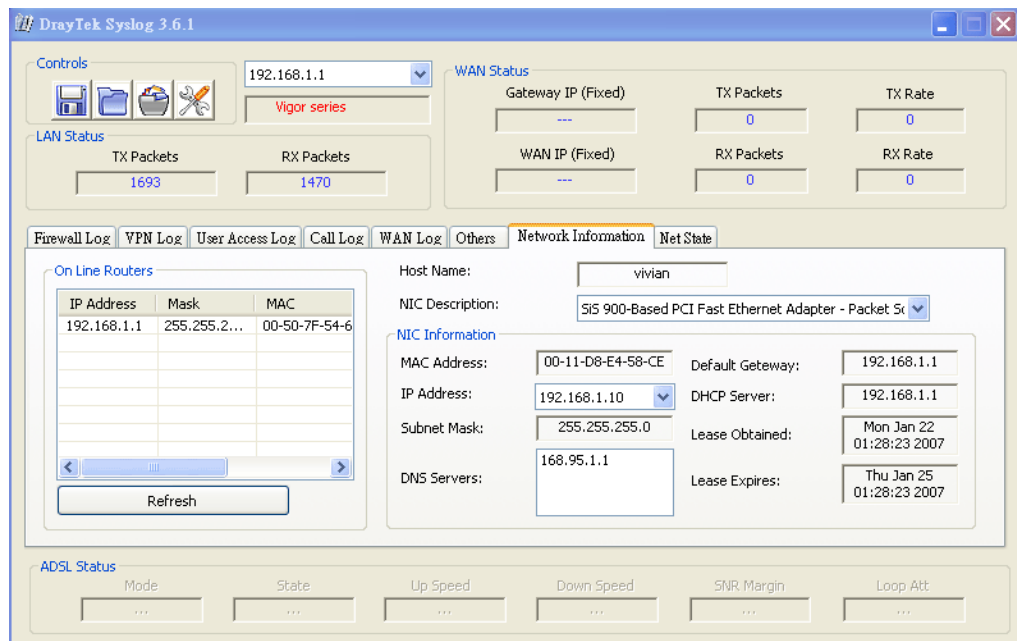 DrayTek Syslog 3.6.1
Controls
192.168.1.1
Vigor series
WAN Status
Gateway IP (Fixed)
TX Packets
TX Rate
---
0
0
WAN IP (Fixed)
RX Packets
RX Rate
---
0
0
LAN Status
TX Packets
RX Packets
1693
1470
Firewall Log
VPN Log
User Access Log
Call Log
WAN Log
Others
Network Information
Net State
On Line Routers
IP Address
Mask
MAC
192.168.1.1
255.255.2...
00-50-7F-54-6
Refresh
Host Name:
vivian
NIC Description:
SiS 900-Based PCI Fast Ethernet Adapter - Packet Sc
NIC Information
MAC Address:
00-11-D8-E4-58-CE
IP Address:
192.168.1.10
Subnet Mask:
255.255.255.0
DNS Servers:
168.95.1.1
Default Geteway:
192.168.1.1
DHCP Server:
192.168.1.1
Lease Obtained:
Mon Jan 22
01:28:23 2007
Lease Expires:
Thu Jan 25
01:28:23 2007
ADSL Status
Mode
State
Up Speed
Down Speed
SNR Margin
Loop Att
...
...
...
...
...
...